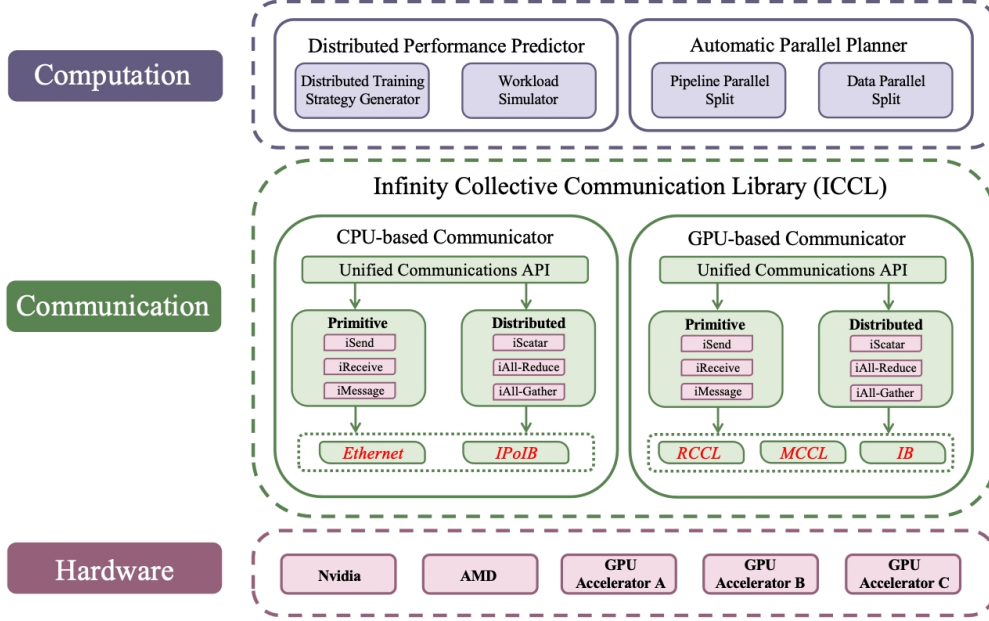 Computation
Distributed Performance Predictor
Distributed Training
Strategy Generator
Workload
Simulator
Automatic Parallel Planner
Pipeline Parallel
Split
Data Parallel
Split
Communication
Infinity Collective Communication Library (ICCL)
CPU-based Communicator
Unified Communications API
Primitive
iSend
iReceive
iMessage
Distributed
iScatar
iAll-Reduce
iAll-Gather
Ethernet
IPoIB
GPU-based Communicator
Unified Communications API
Primitive
iSend
iReceive
iMessage
Distributed
iScatar
iAll-Reduce
iAll-Gather
RCCL
MCCL
IB
Hardware
Nvidia
AMD
GPU
Accelerator A
GPU
Accelerator B
GPU
Accelerator C